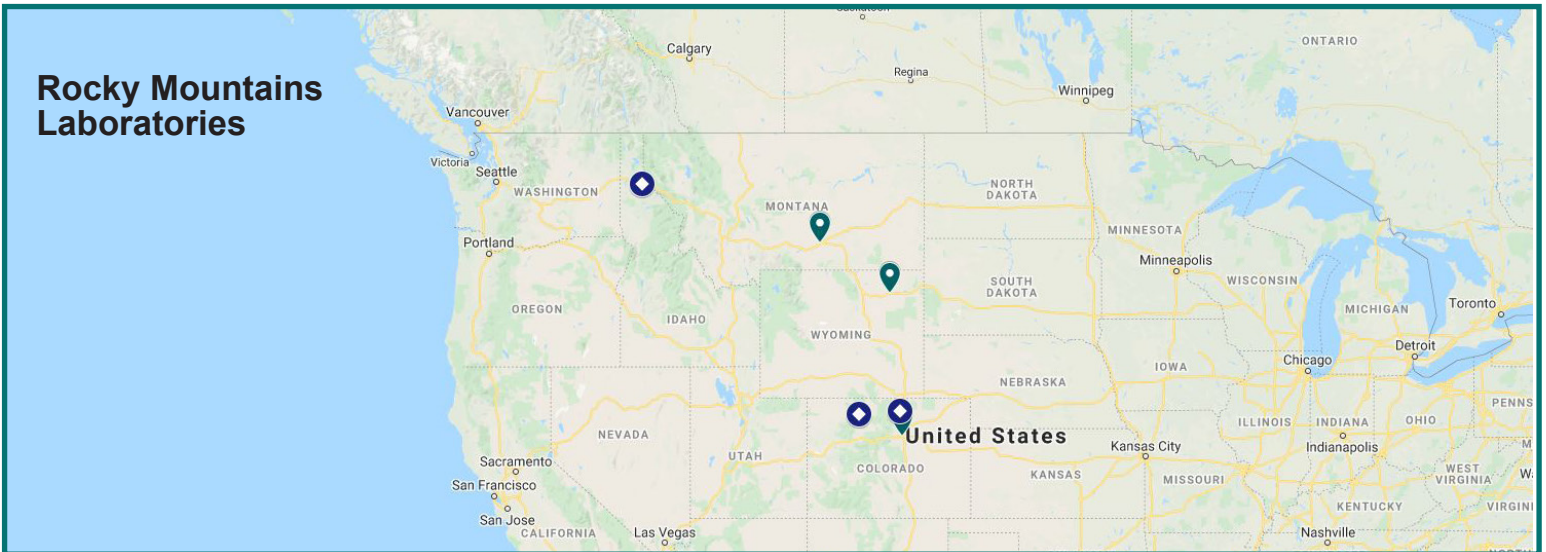 Saskatoon
Calgary
ONTARIO
Regina
Rocky Mountains
Laboratories
Winnipeg
Vancouver
Victoria
Seattle
WASHINGTON
NORTH
DAKOTA
MONTANA
MINNESOTA
Portland
Minneapolis
WISCONSIN
SOUTH
DAKOTA
OREGON
IDAHO
MICHIGAN
Toronto
WYOMING
Detroit
Chicago
IOWA
NEBRASKA
PENNS
ILLINOIS
INDIANA
OHIO
NEVADA
United States
Kansas City
Indianapolis
M
UTAH
Sacramento
COLORADO
KANSAS
MISSOURI
WEST
VIRGINIA
W
San Francisco
KENTUCKY
VIRGINI
San Jose
CALIFORNIA
Las Vegas
Nashville